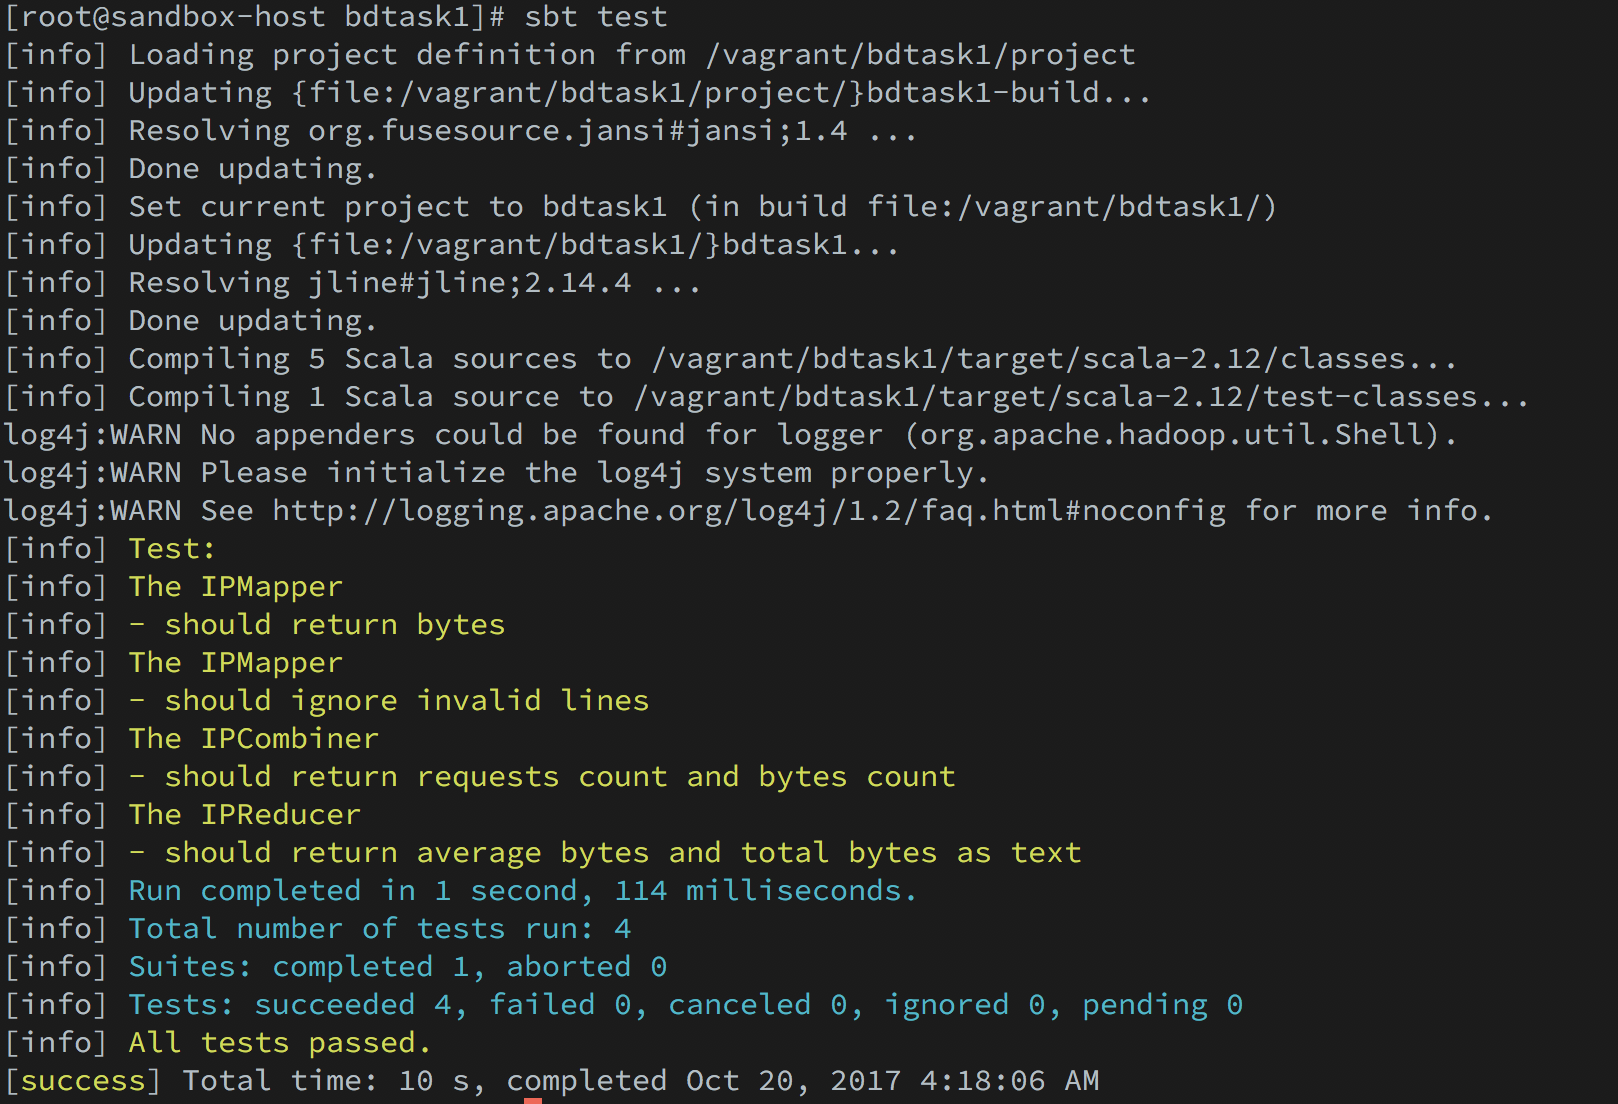 [root@sandbox-host bdtask1]# sbt test
[info] Loading project definition from /vagrant/bdtask1/project
[info] Updating {file:/vagrant/bdtask1/project/}bdtask1-build...
[info] Resolving org.fusesource.jansi#jansi;1.4 ...
[info] Done updating.
[info] Set current project to bdtask1 (in build file:/vagrant/bdtask1/)
[info] Updating {file:/vagrant/bdtask1/}bdtask1...
[info] Resolving jline#jline;2.14.4 ...
[info] Done updating.
[info] Compiling 5 Scala sources to /vagrant/bdtask1/target/scala-2.12/classes...
[info] Compiling 1 Scala source to /vagrant/bdtask1/target/scala-2.12/test-classes...
log4j:WARN No appenders could be found for logger (org.apache.hadoop.util.Shell).
log4j:WARN Please initialize the log4j system properly.
log4j:WARN See http://logging.apache.org/log4j/1.2/faq.html#noconfig for more info.
[info] Test:
[info] The IPMapper
[info] - should return bytes
[info] The IPMapper
[info] - should ignore invalid lines
[info] The IPCombiner
[info] - should return requests count and bytes count
[info] The IPReducer
[info] - should return average bytes and total bytes as text
[info] Run completed in 1 second, 114 milliseconds.
[info] Total number of tests run: 4
[info] Suites: completed 1, aborted 0
[info] Tests: succeeded 4, failed 0, canceled 0, ignored 0, pending 0
[info] All tests passed.
[success] Total time: 10 s, completed Oct 20, 2017 4:18:06 AM